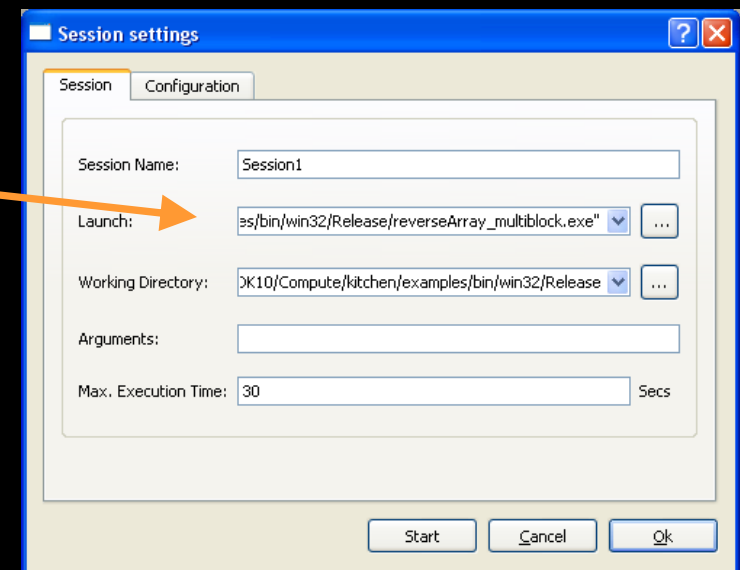 Session settings
Session Configuration
Session Name: Session1
Launch: es/bin/win32/Release/reverseArray_multiblock.exe" ...
Working Directory: K10/Compute/kitchen/examples/bin/win32/Release ...
Arguments:
Max. Execution Time: 30 Secs
Start Cancel Ok